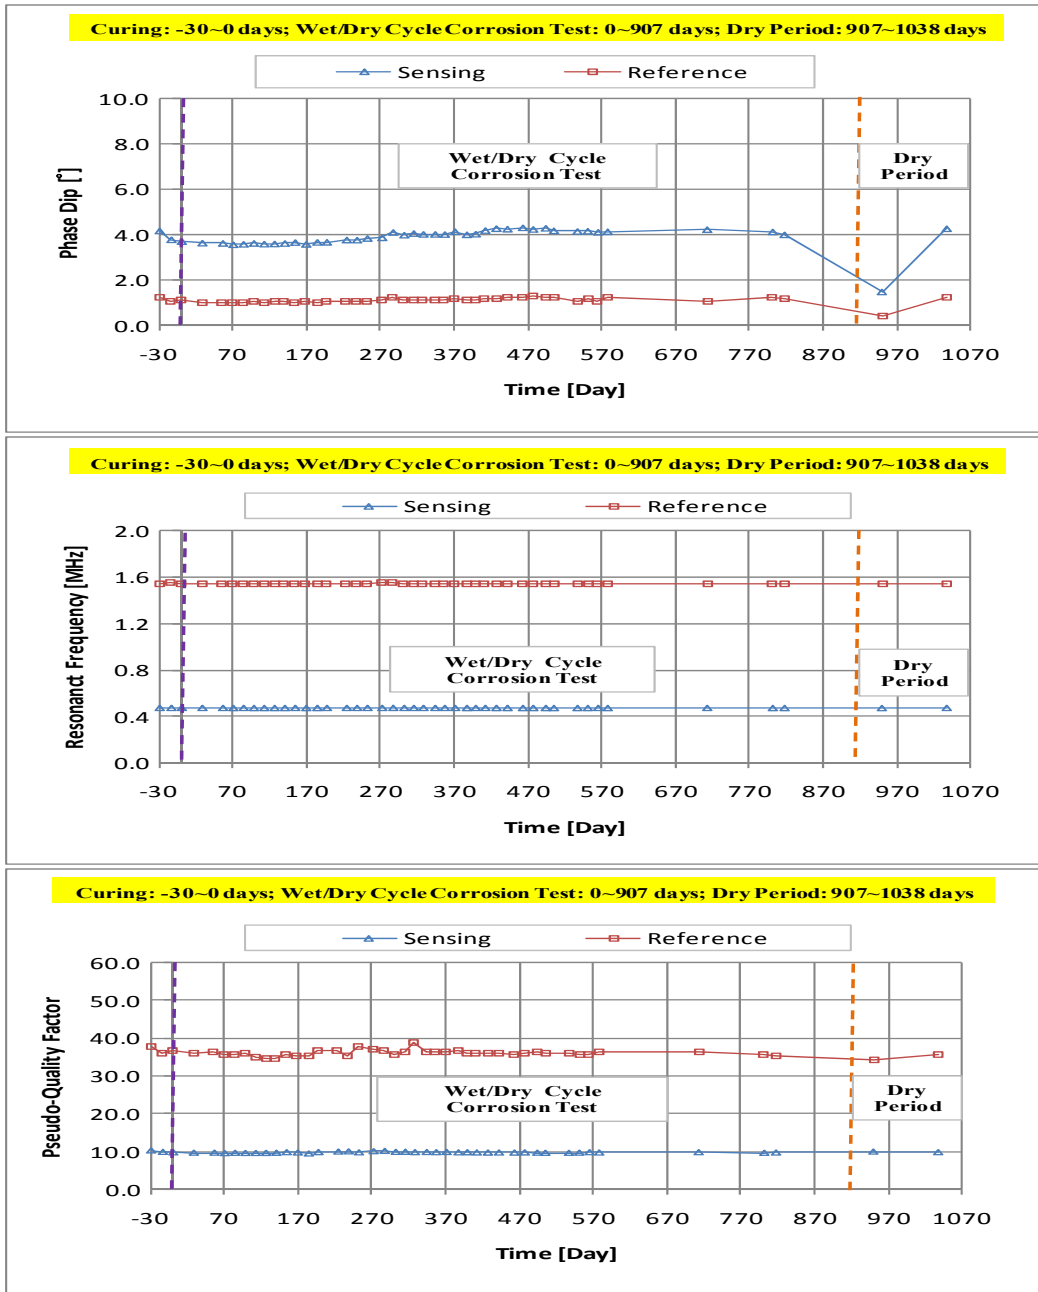 Curing: -30~0 days; Wet/Dry Cycle Corrosion Test: 0~907 days; Dry Period: 907~1038 days
Sensing Reference
10.0
8.0
6.0
4.0
2.0
0.0
Phase Dip [°]
Wet/Dry Cycle
Corrosion Test
Dry
Period
-30 70 170 270 370 470 570 670 770 870 970 1070
Time [Day]
Curing: -30~0 days; Wet/Dry Cycle Corrosion Test: 0~907 days; Dry Period: 907~1038 days
Sensing Reference
2.0
1.6
1.2
0.8
0.4
0.0
Resonanct Frequency [MHz]
Wet/Dry Cycle
Corrosion Test
Dry
Period
-30 70 170 270 370 470 570 670 770 870 970 1070
Time [Day]
Curing: -30~0 days; Wet/Dry Cycle Corrosion Test: 0~907 days; Dry Period: 907~1038 days
Sensing Reference
60.0
50.0
40.0
30.0
20.0
10.0
0.0
Pseudo-Quality Factor
Wet/Dry Cycle
Corrosion Test
Dry
Period
-30 70 170 270 370 470 570 670 770 870 970 1070
Time [Day]